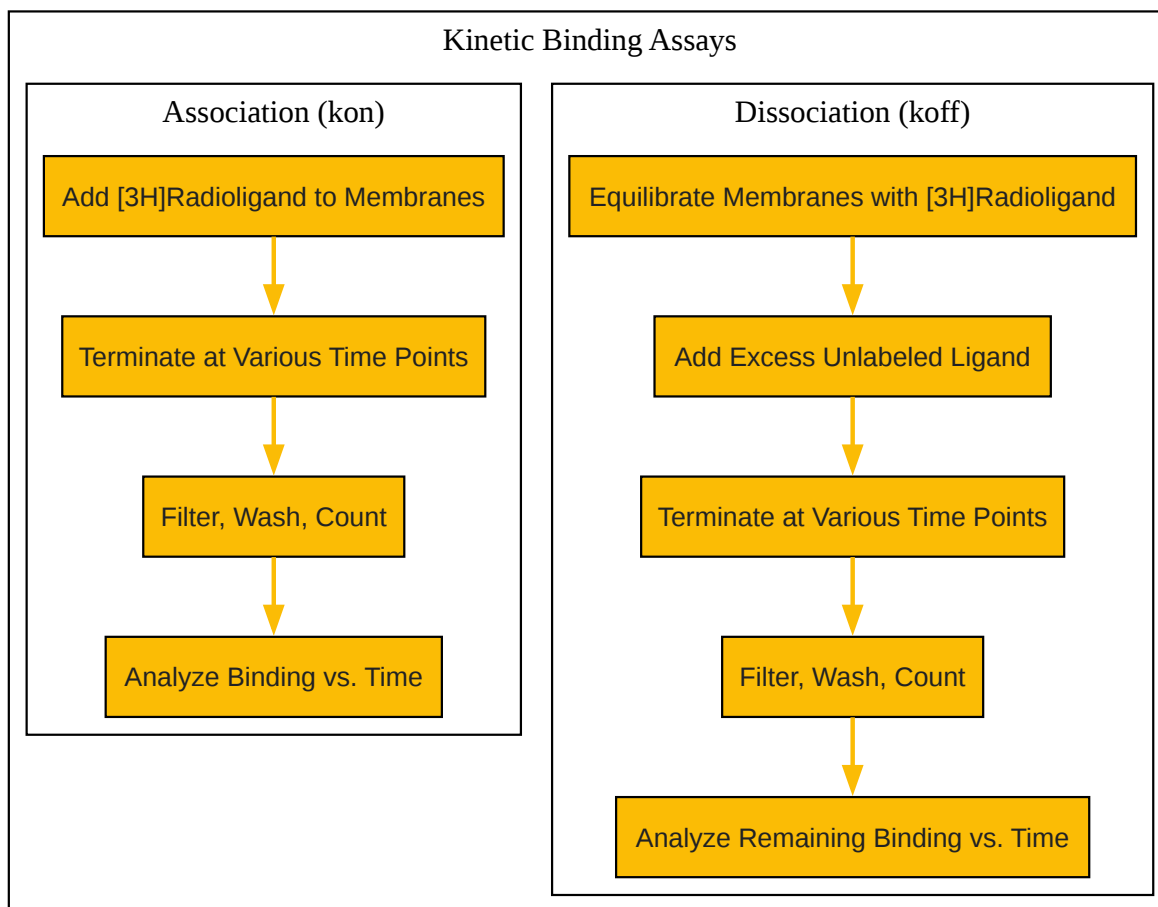 Kinetic Binding Assays
Association (kon)
Add [3H]Radioligand to Membranes
Terminate at Various Time Points
Filter, Wash, Count
Analyze Binding vs. Time
Dissociation (koff)
Equilibrate Membranes with [3H]Radioligand
Add Excess Unlabeled Ligand
Terminate at Various Time Points
Filter, Wash, Count
Analyze Remaining Binding vs. Time